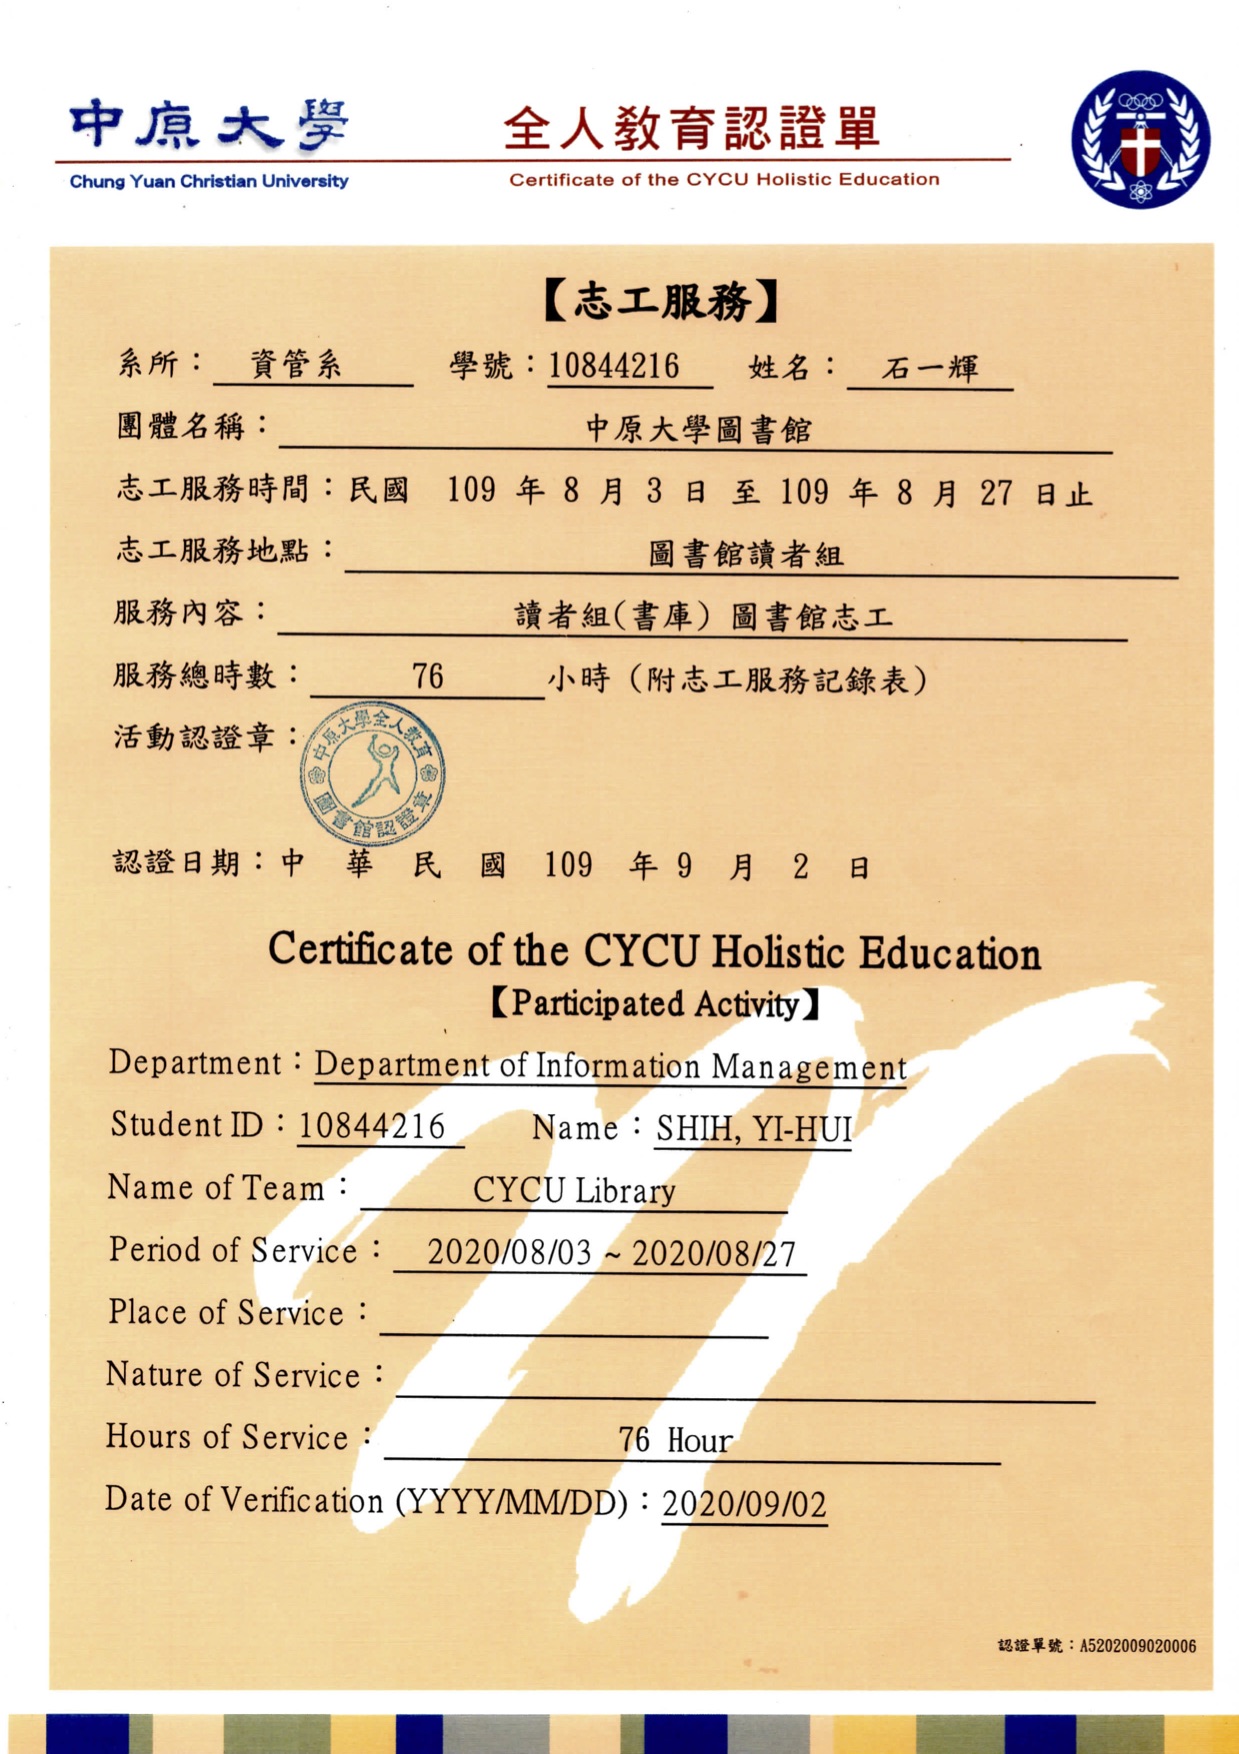 中原大學
Chung Yuan Christian University
全人教育認證單
Certificate of the CYCU Holistic Education
【志工服務】
系所： 資管系 學號：10844216 姓名： 石一輝
團體名稱： 中原大學圖書館
志工服務時間：民國 109 年 8 月 3 日 至 109 年 8 月 27 日止
志工服務地點： 圖書館讀者組
服務內容： 讀者組(書庫) 圖書館志工
服務總時數： 76 小時（附志工服務記錄表）
活動認證章：
中原大學全人教育
圖書館認證章
認證日期：中 華 民 國 109 年 9 月 2 日
Certificate of the CYCU Holistic Education
【Participated Activity】
Department：Department of Information Management
Student ID：10844216 Name：SHIH, YI-HUI
Name of Team： CYCU Library
Period of Service： 2020/08/03 ~ 2020/08/27
Place of Service：
Nature of Service：
Hours of Service： 76 Hour
Date of Verification (YYYY/MM/DD)：2020/09/02
認證單號：A5202009020006